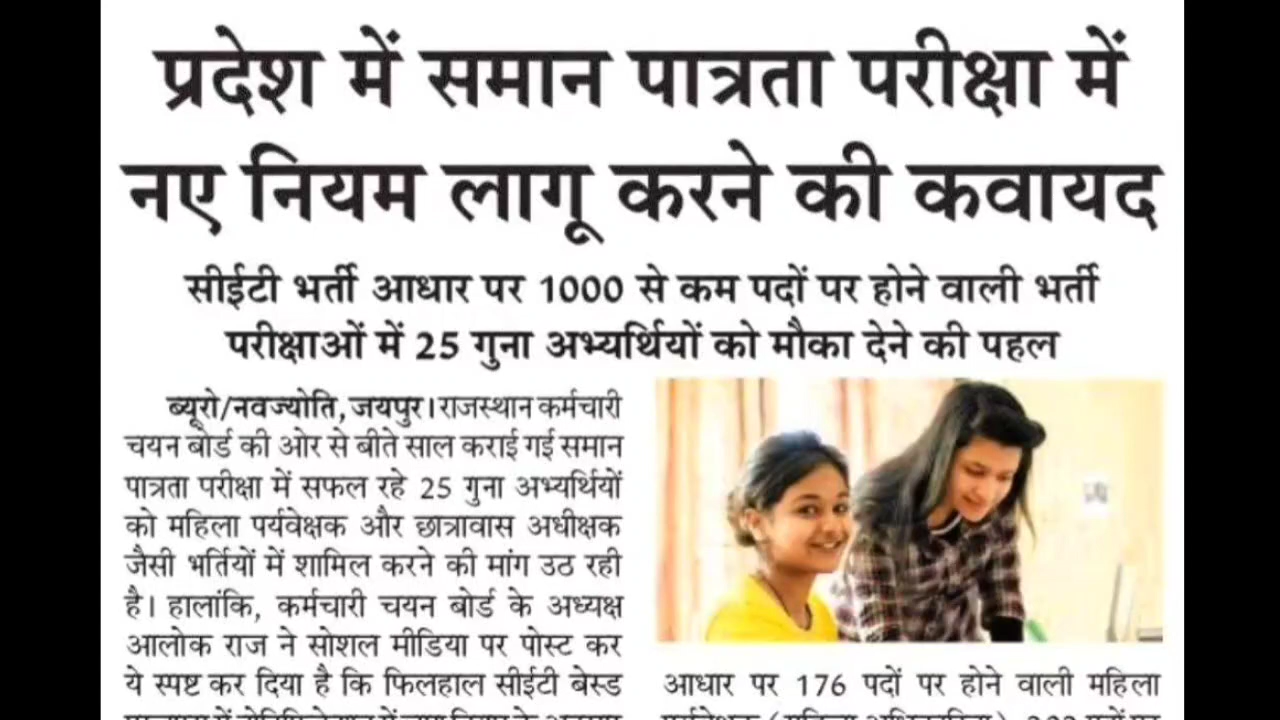 प्रदेश में समान पात्रता परीक्षा में
नए नियम लागू करने की कवायद
सीईटी भर्ती आधार पर 1000 से कम पदों पर होने वाली भर्ती
परीक्षाओं में 25 गुना अभ्यर्थियों को मौका देने की पहल
ब्यूरो/नवज्योति, जयपुर। राजस्थान कर्मचारी
चयन बोर्ड की ओर से बीते साल कराई गई समान
पात्रता परीक्षा में सफल रहे 25 गुना अभ्यर्थियों
को महिला पर्यवेक्षक और छात्रावास अधीक्षक
जैसी भर्तियों में शामिल करने की मांग उठ रही
है। हालांकि, कर्मचारी चयन बोर्ड के अध्यक्ष
आलोक राज ने सोशल मीडिया पर पोस्ट कर
ये स्पष्ट कर दिया है कि फिलहाल सीईटी बेस्ड
आधार पर 176 पदों पर होने वाली महिला